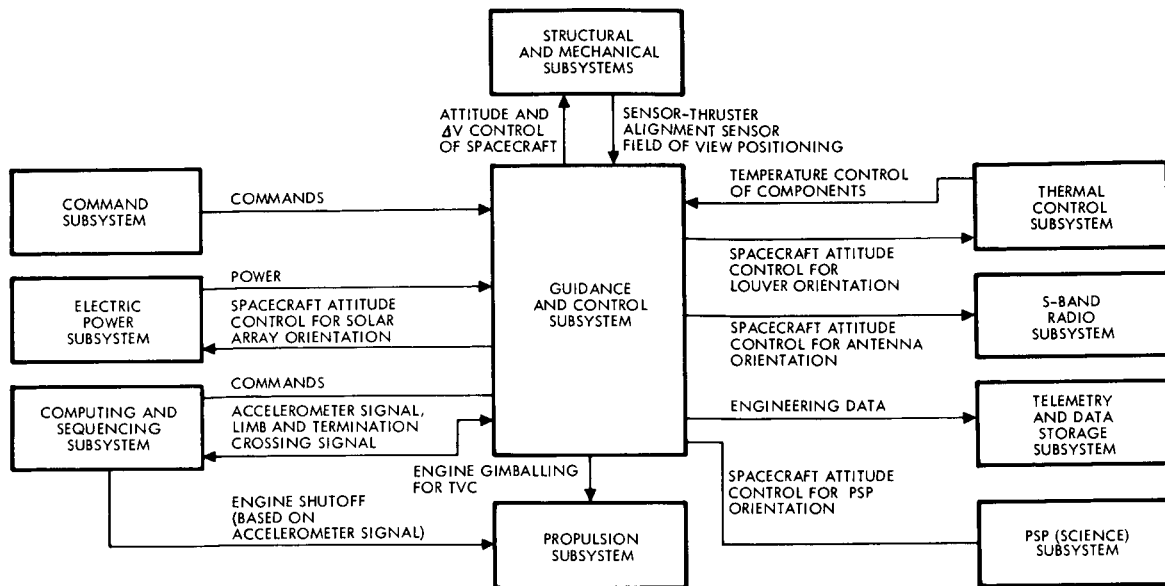 STRUCTURAL
AND MECHANICAL
SUBSYSTEMS
ATTITUDE AND
ΔV CONTROL
OF SPACECRAFT
SENSOR-THRUSTER
ALIGNMENT SENSOR
FIELD OF VIEW POSITIONING
COMMAND
SUBSYSTEM
COMMANDS
TEMPERATURE CONTROL
OF COMPONENTS
THERMAL
CONTROL
SUBSYSTEM
SPACECRAFT ATTITUDE
CONTROL FOR
LOUVER ORIENTATION
ELECTRIC
POWER
SUBSYSTEM
POWER
SPACECRAFT ATTITUDE
CONTROL FOR SOLAR
ARRAY ORIENTATION
GUIDANCE
AND CONTROL
SUBSYSTEM
S-BAND
RADIO
SUBSYSTEM
SPACECRAFT ATTITUDE
CONTROL FOR ANTENNA
ORIENTATION
COMPUTING AND
SEQUENCING
SUBSYSTEM
COMMANDS
ACCELEROMETER SIGNAL,
LIMB AND TERMINATION
CROSSING SIGNAL
ENGINEERING DATA
TELEMETRY
AND DATA
STORAGE
SUBSYSTEM
ENGINE GIMBALLING
FOR TVC
SPACECRAFT ATTITUDE
CONTROL FOR PSP
ORIENTATION
ENGINE SHUTOFF
(BASED ON
ACCELEROMETER SIGNAL)
PROPULSION
SUBSYSTEM
PSP (SCIENCE)
SUBSYSTEM